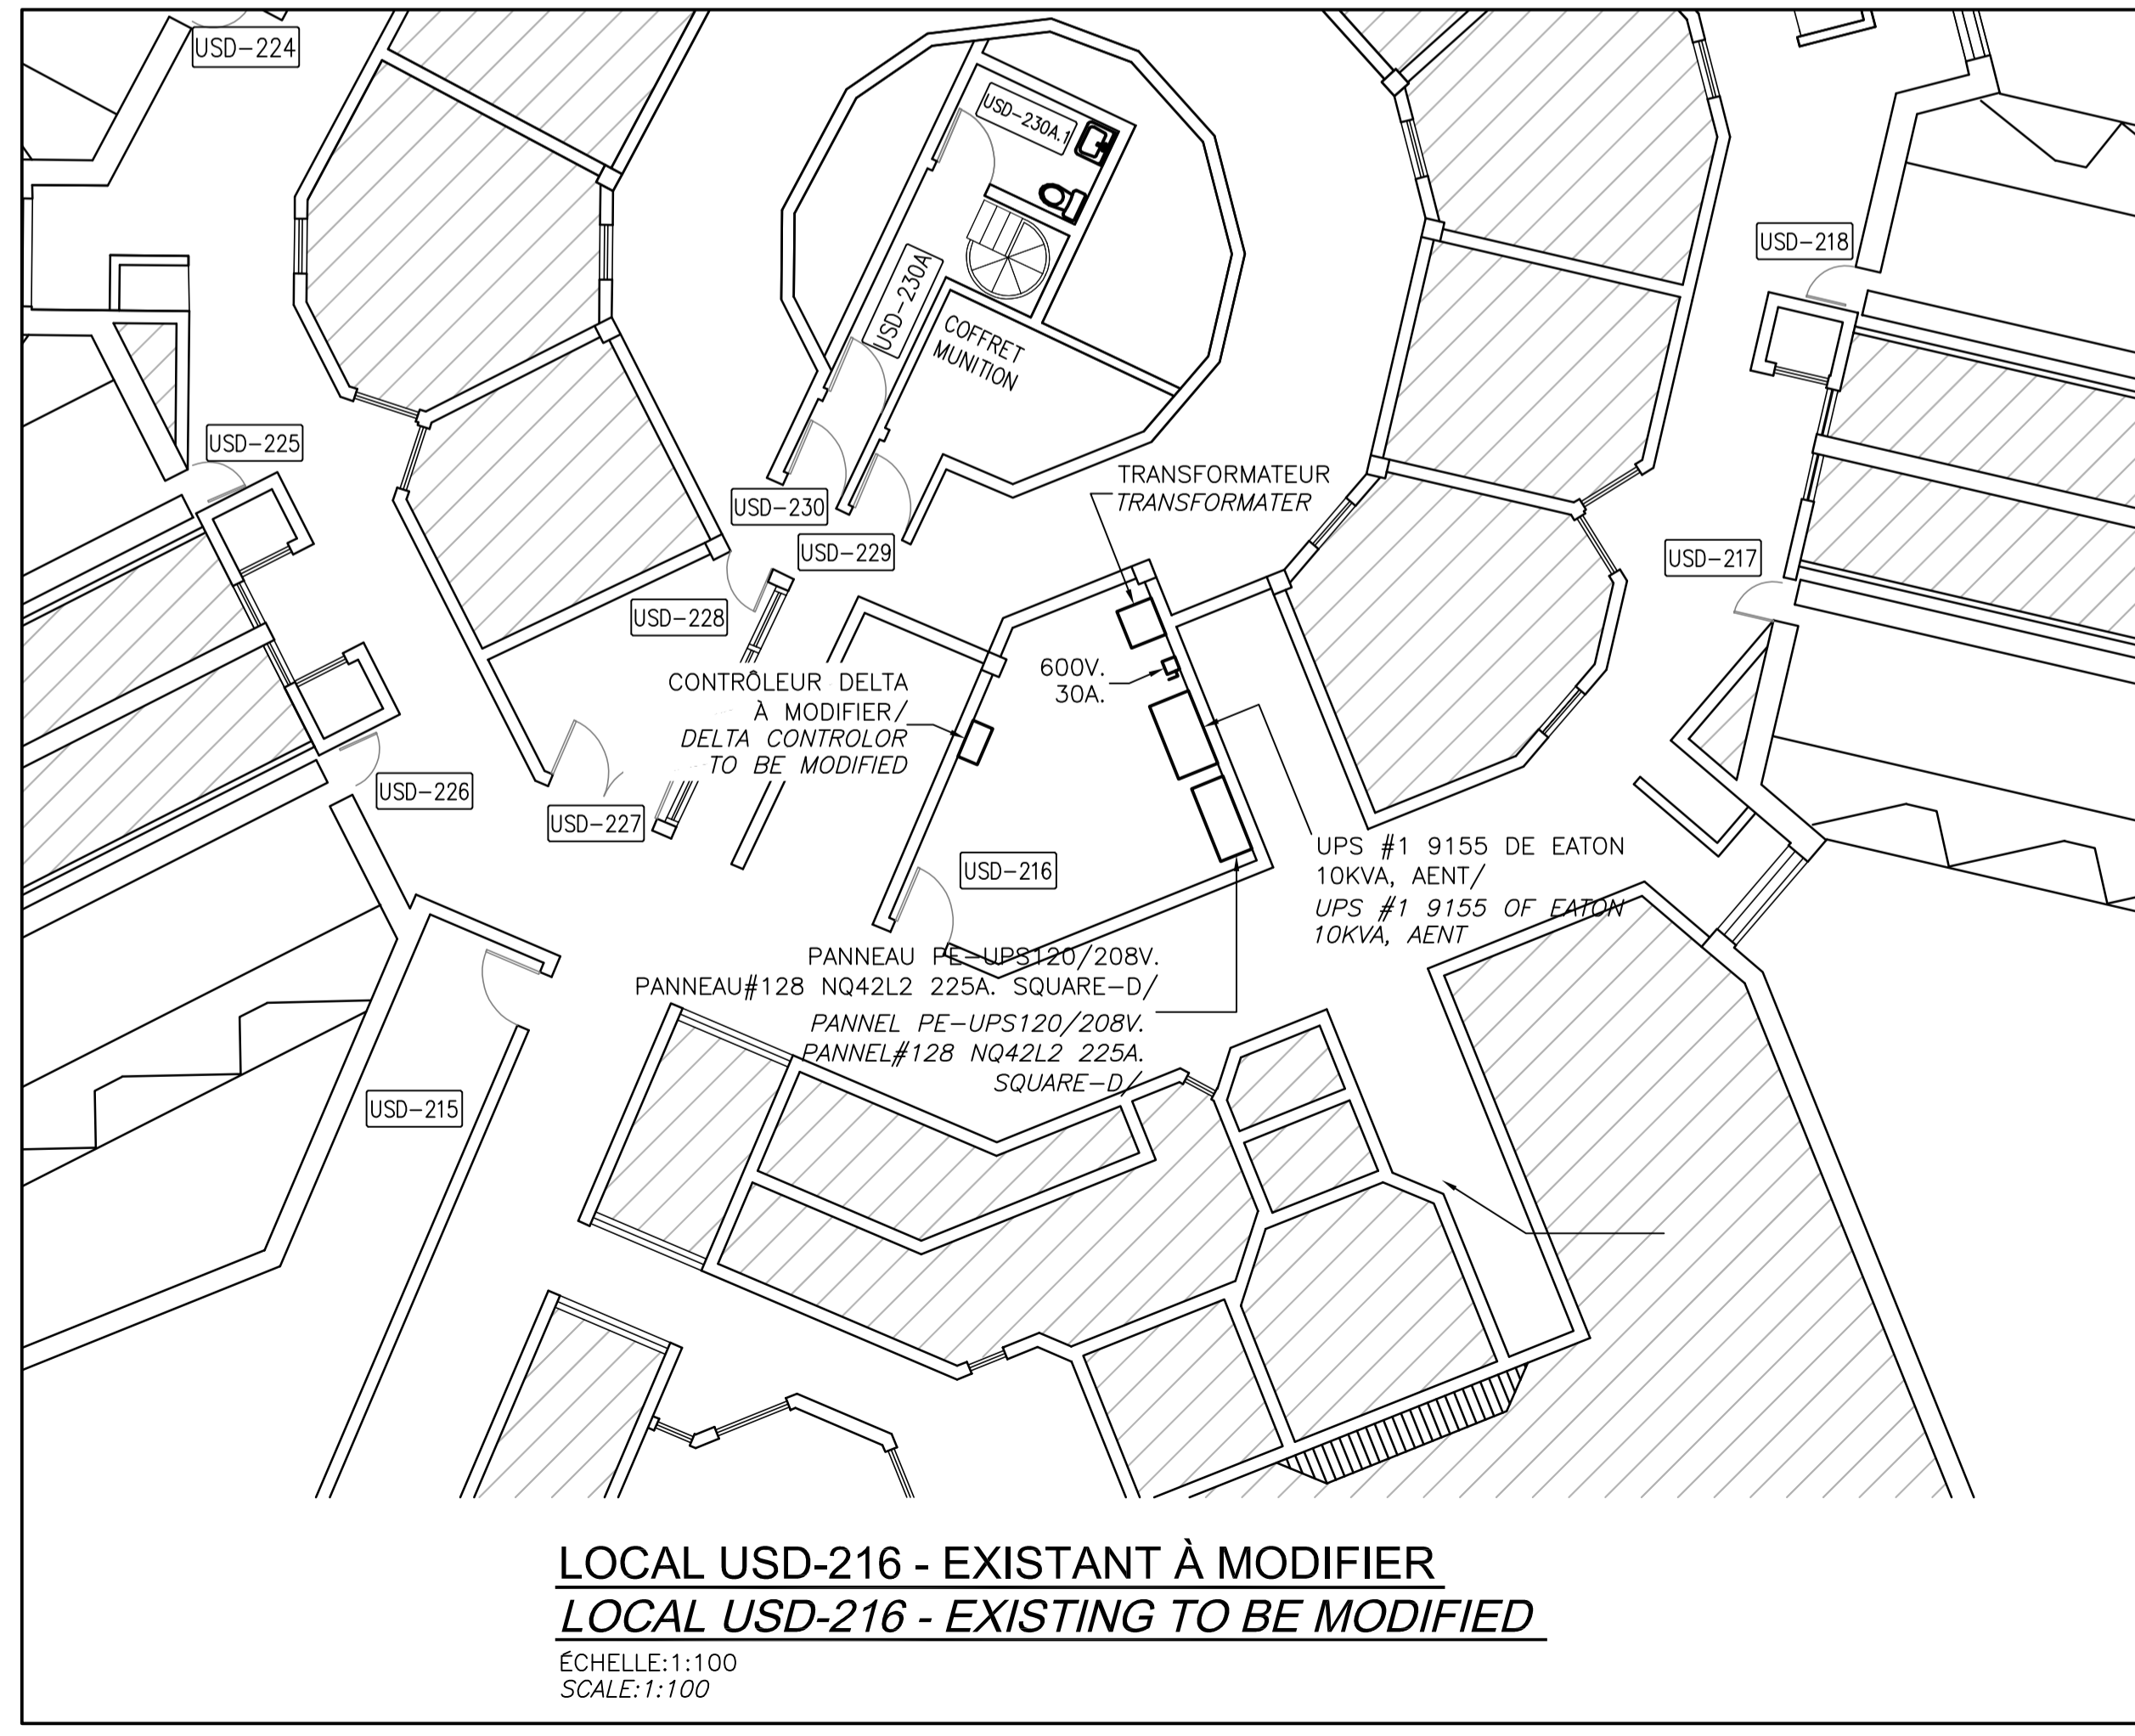 USD-224
USD-230A.1
USD-218
USD-230A
COFFRET
MUNITION
USD-225
TRANSFORMATEUR
TRANSFORMATER
USD-230
USD-229
USD-217
USD-228
600V.
30A.
CONTRÔLEUR DELTA
À MODIFIER/
DELTA CONTROLOR
TO BE MODIFIED
USD-226
USD-227
USD-216
UPS #1 9155 DE EATON
10KVA, AENT/
UPS #1 9155 OF EATON
10KVA, AENT
PANNEAU PE-UPS120/208V.
PANNEAU#128 NQ42L2 225A. SQUARE-D/
PANNEL PE-UPS120/208V.
PANNEL#128 NQ42L2 225A.
SQUARE-D/
USD-215
LOCAL USD-216 - EXISTANT À MODIFIER
LOCAL USD-216 - EXISTING TO BE MODIFIED
ÉCHELLE:1:100
SCALE:1:100